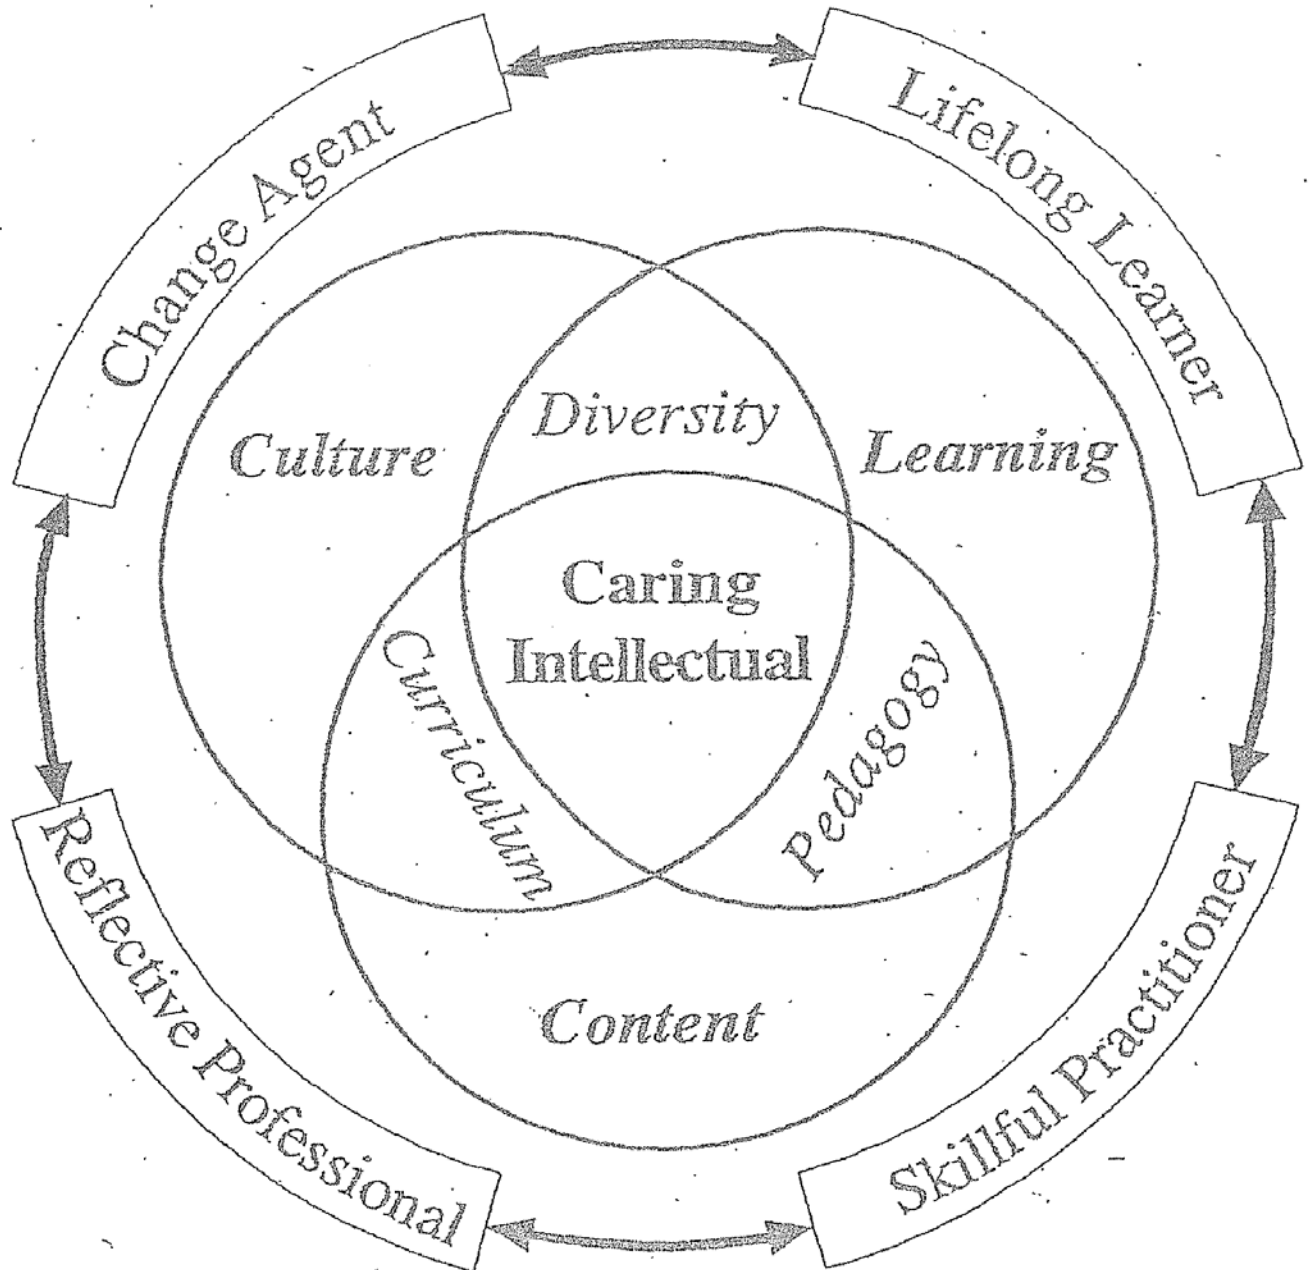 Change Agent
Lifelong Learner
Culture
Diversity
Learning
Caring
Intellectual
Curriculum
Pedagogy
Content
Reflective Professional
Skillful Practitioner